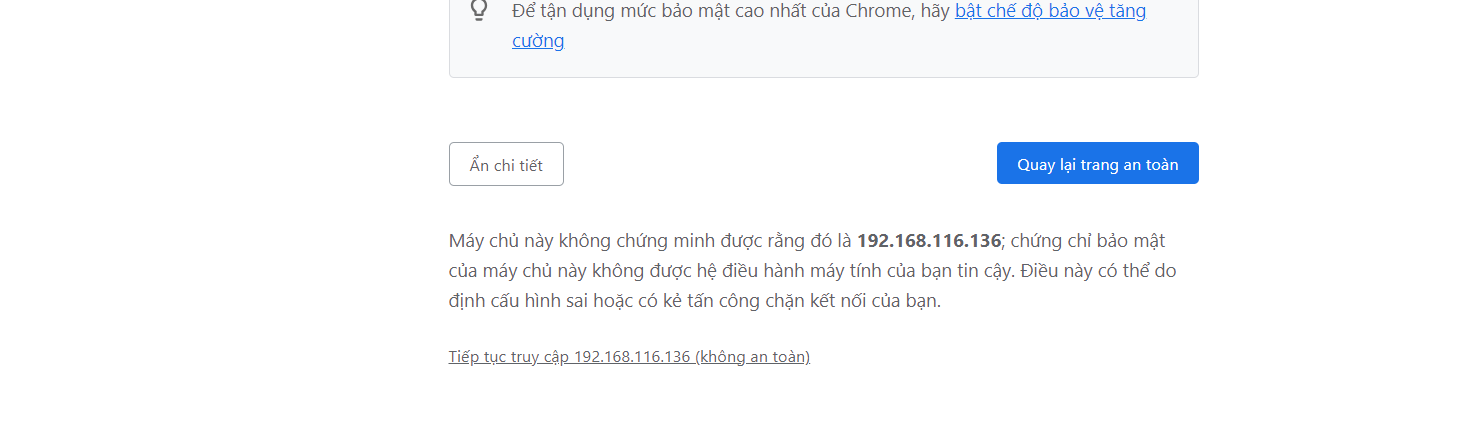 Để tận dụng mức bảo mật cao nhất của Chrome, hãy bật chế độ bảo vệ tăng
cường
Ẩn chi tiết
Quay lại trang an toàn
Máy chủ này không chứng minh được rằng đó là 192.168.116.136; chứng chỉ bảo mật
của máy chủ này không được hệ điều hành máy tính của bạn tin cậy. Điều này có thể do
định cấu hình sai hoặc có kẻ tấn công chặn kết nối của bạn.
Tiếp tục truy cập 192.168.116.136 (không an toàn)